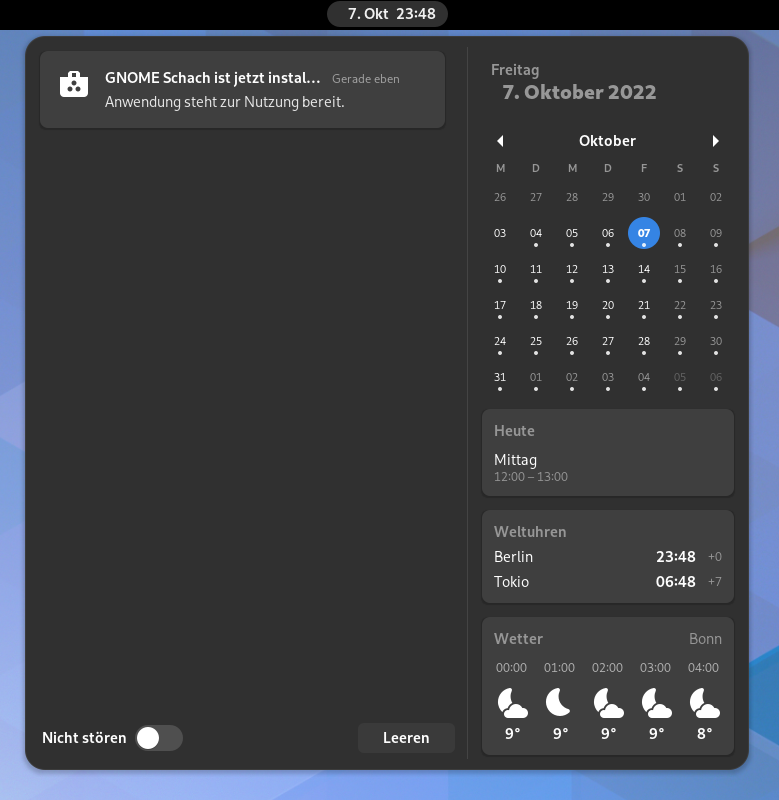 7. Okt 23:48
GNOME Schach ist jetzt instal… Gerade eben
Anwendung steht zur Nutzung bereit.
Nicht stören
Leeren
Freitag
7. Oktober 2022
Oktober
M D M D F S S
26 27 28 29 30 01 02
03 04 05 06 07 08 09
10 11 12 13 14 15 16
17 18 19 20 21 22 23
24 25 26 27 28 29 30
31 01 02 03 04 05 06
Heute
Mittag
12:00 – 13:00
Weltuhren
Berlin 23:48 +0
Tokio 06:48 +7
Wetter Bonn
00:00 01:00 02:00 03:00 04:00
9° 9° 9° 9° 8°